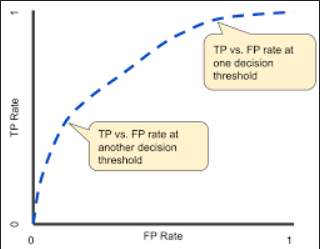 1
TP vs. FP rate at
one decision
threshold
TP Rate
TP vs. FP rate at
another decision
threshold
0
FP Rate
0
1